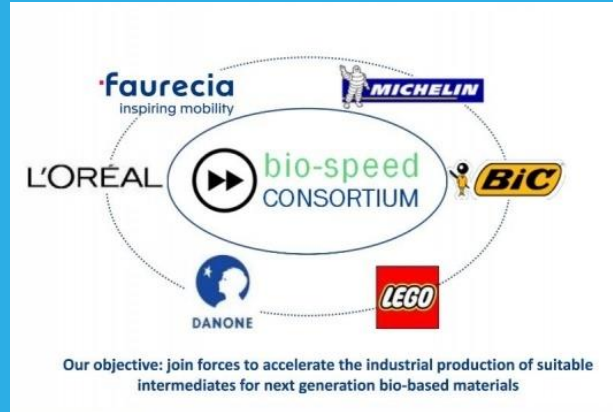 faurecia
inspiring mobility
MICHELIN
L'ORÉAL
bio-speed
CONSORTIUM
BiC
DANONE
LEGO
Our objective: join forces to accelerate the industrial production of suitable
intermediates for next generation bio-based materials